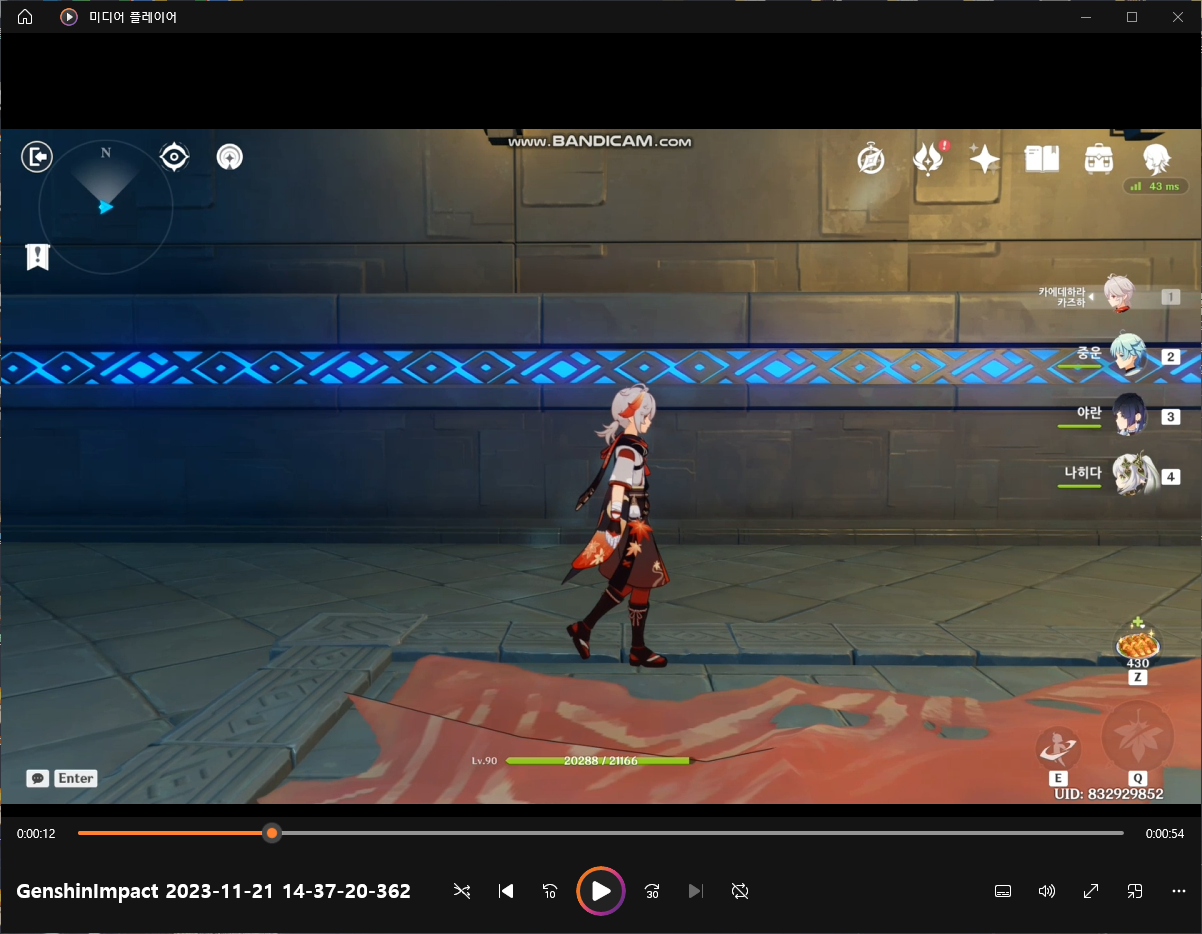 미디어 플레이어
www.BANDICAM.com
N
43 ms
카에데하라
카즈하
1
중운
2
야란
3
나히다
4
430
Z
Lv.90
20288 / 21166
Enter
E
Q
UID: 832929852
0:00:12
0:00:54
GenshinImpact 2023-11-21 14-37-20-362
10
30